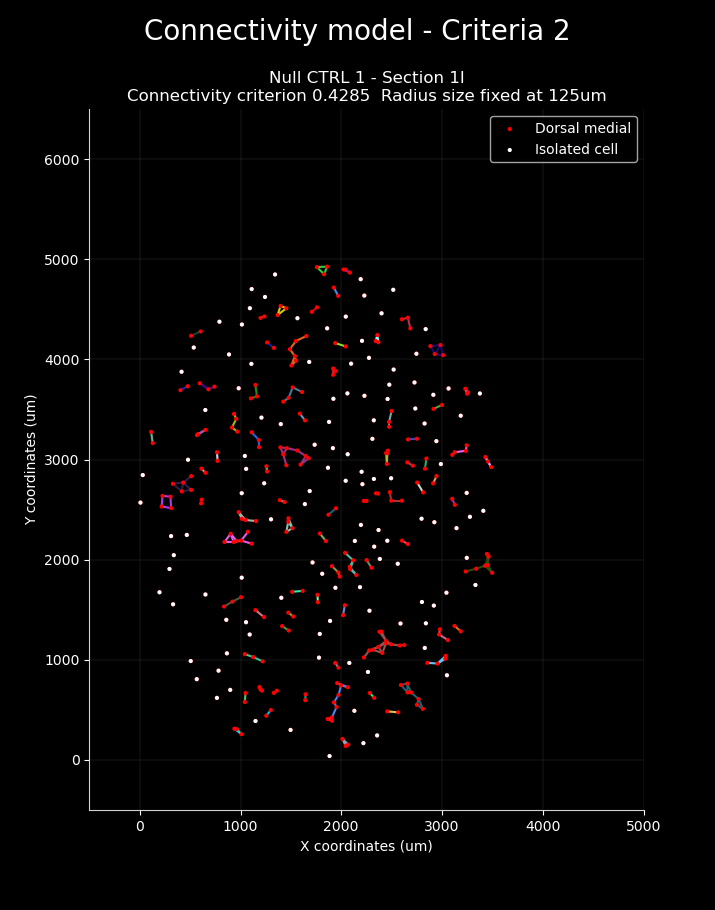 Connectivity model - Criteria 2
Null CTRL 1 - Section 1l
Connectivity criterion 0.4285  Radius size fixed at 125um
Dorsal medial
Isolated cell
6000
5000
4000
3000
2000
1000
0
Y coordinates (um)
0 1000 2000 3000 4000 5000
X coordinates (um)